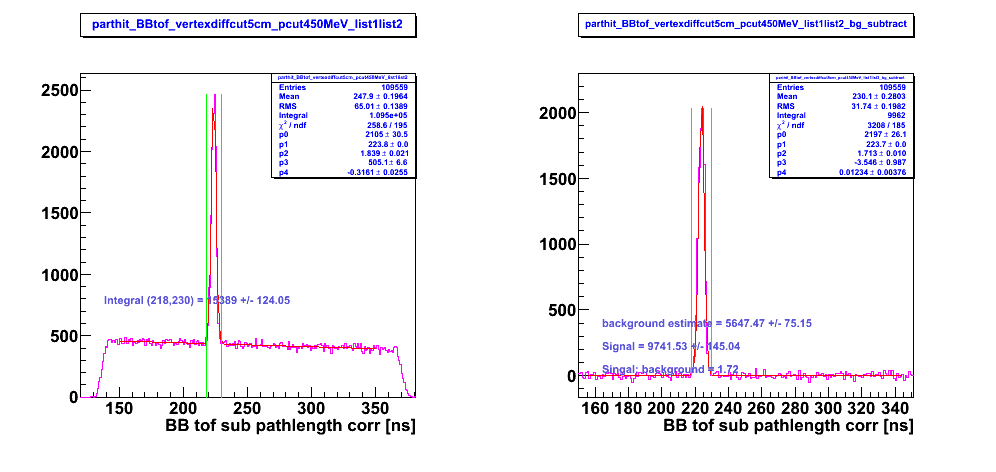 parthit_BBtof_vertexdiffcut5cm_pcut450MeV_list1list2
parthit_BBtof_vertexdiffcut5cm_pcut450MeV_list1list2
Entries 109559
Mean 247.9 ± 0.1964
RMS 65.01 ± 0.1389
Integral 1.095e+05
χ² / ndf 258.6 / 195
p0 2105 ± 30.5
p1 223.8 ± 0.0
p2 1.839 ± 0.021
p3 505.1 ± 6.6
p4 -0.3161 ± 0.0255
2500
2000
1500
1000
500
0
Integral (218,230) = 15389 +/- 124.05
150 200 250 300 350
BB tof sub pathlength corr [ns]
parthit_BBtof_vertexdiffcut5cm_pcut450MeV_list1list2_bg_subtract
parthit_BBtof_vertexdiffcut5cm_pcut450MeV_list1list2_bg_subtract
Entries 109559
Mean 230.1 ± 0.2803
RMS 31.74 ± 0.1982
Integral 9962
χ² / ndf 3208 / 185
p0 2197 ± 26.1
p1 223.7 ± 0.0
p2 1.713 ± 0.010
p3 -3.546 ± 0.987
p4 0.01234 ± 0.00376
2000
1500
1000
500
0
background estimate = 5647.47 +/- 75.15
Signal = 9741.53 +/- 145.04
Singal: background = 1.72
160 180 200 220 240 260 280 300 320 340
BB tof sub pathlength corr [ns]